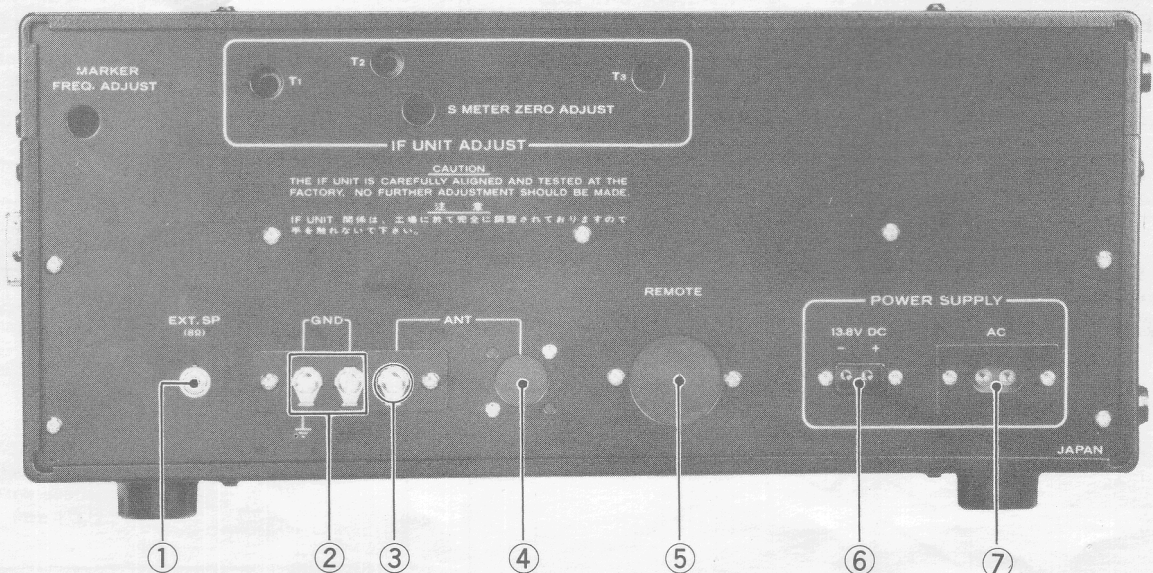 MARKER
FREQ. ADJUST
T1
T2
T3
S METER ZERO ADJUST
IF UNIT ADJUST
CAUTION
THE IF UNIT IS CAREFULLY ALIGNED AND TESTED AT THE
FACTORY. NO FURTHER ADJUSTMENT SHOULD BE MADE.
注 意
IF UNIT 関係は、工場に於て完全に調整されておりますので
手を触れないで下さい。
REMOTE
POWER SUPPLY
EXT. SP
(8Ω)
GND
ANT
13.8V DC
− +
AC
JAPAN
① ② ③ ④ ⑤ ⑥ ⑦